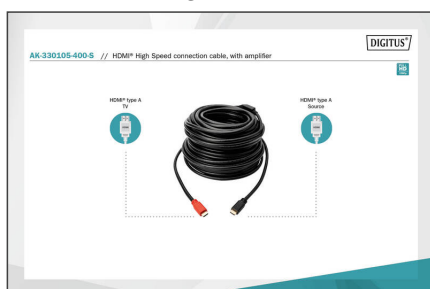 DIGITUS®
AK-330105-400-S // HDMI® High Speed connection cable, with amplifier
HD
HDMI® type A
TV
HDMI® type A
Source